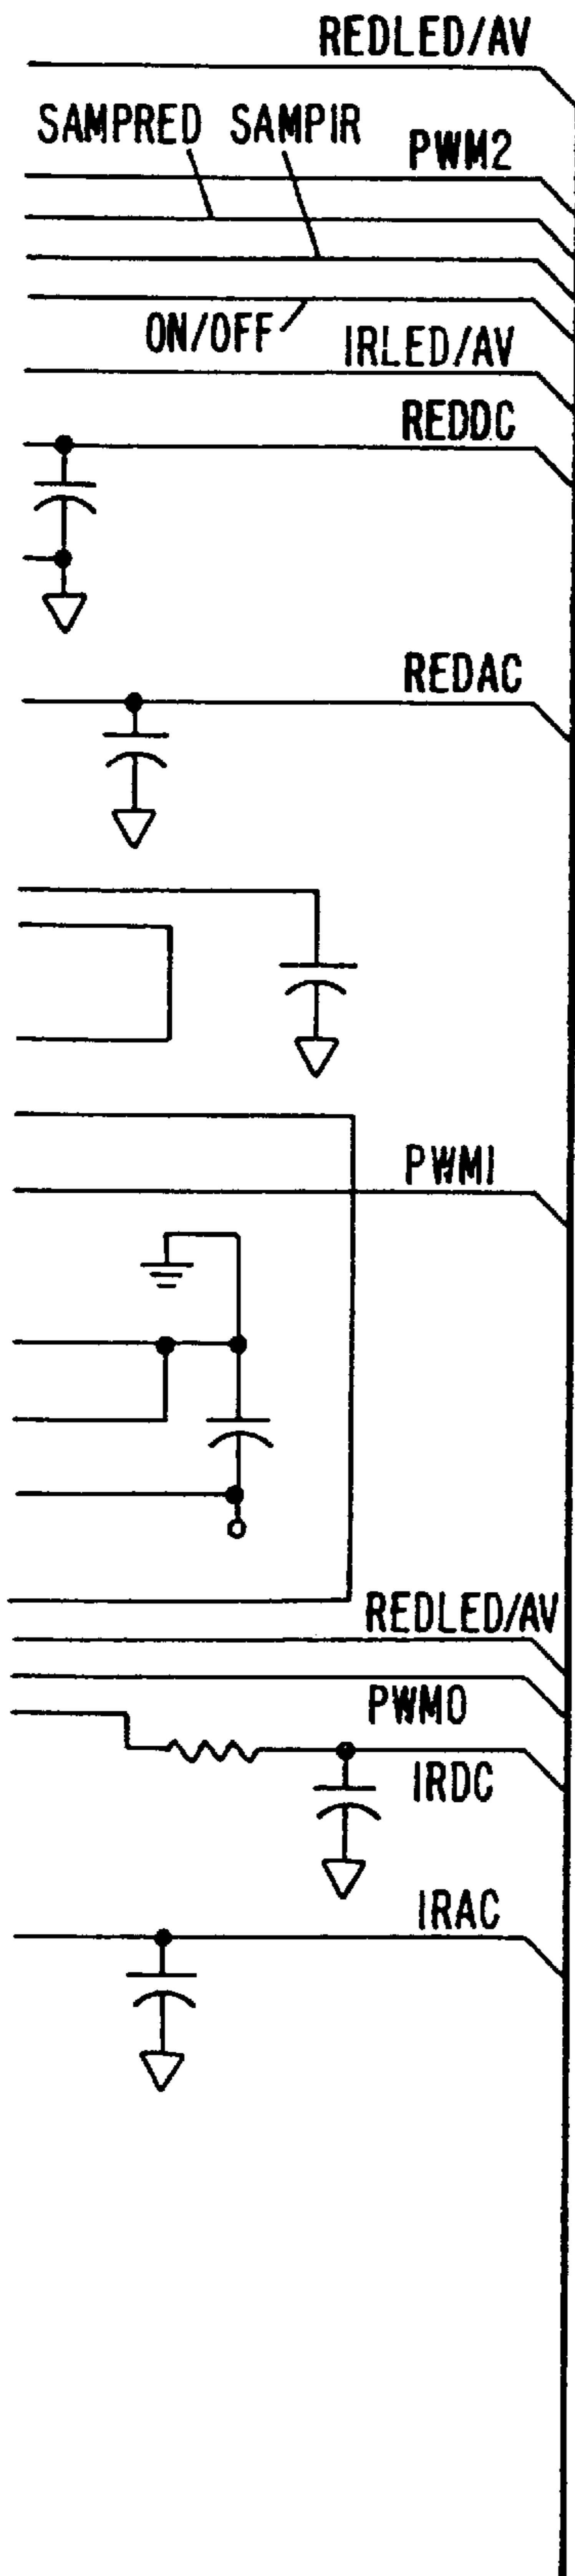 REDLED/AV
SAMPRED SAMPIR
PWM2
ON/OFF
IRLED/AV
REDDC
REDAC
PWM1
REDLED/AV
PWM0
IRDC
IRAC